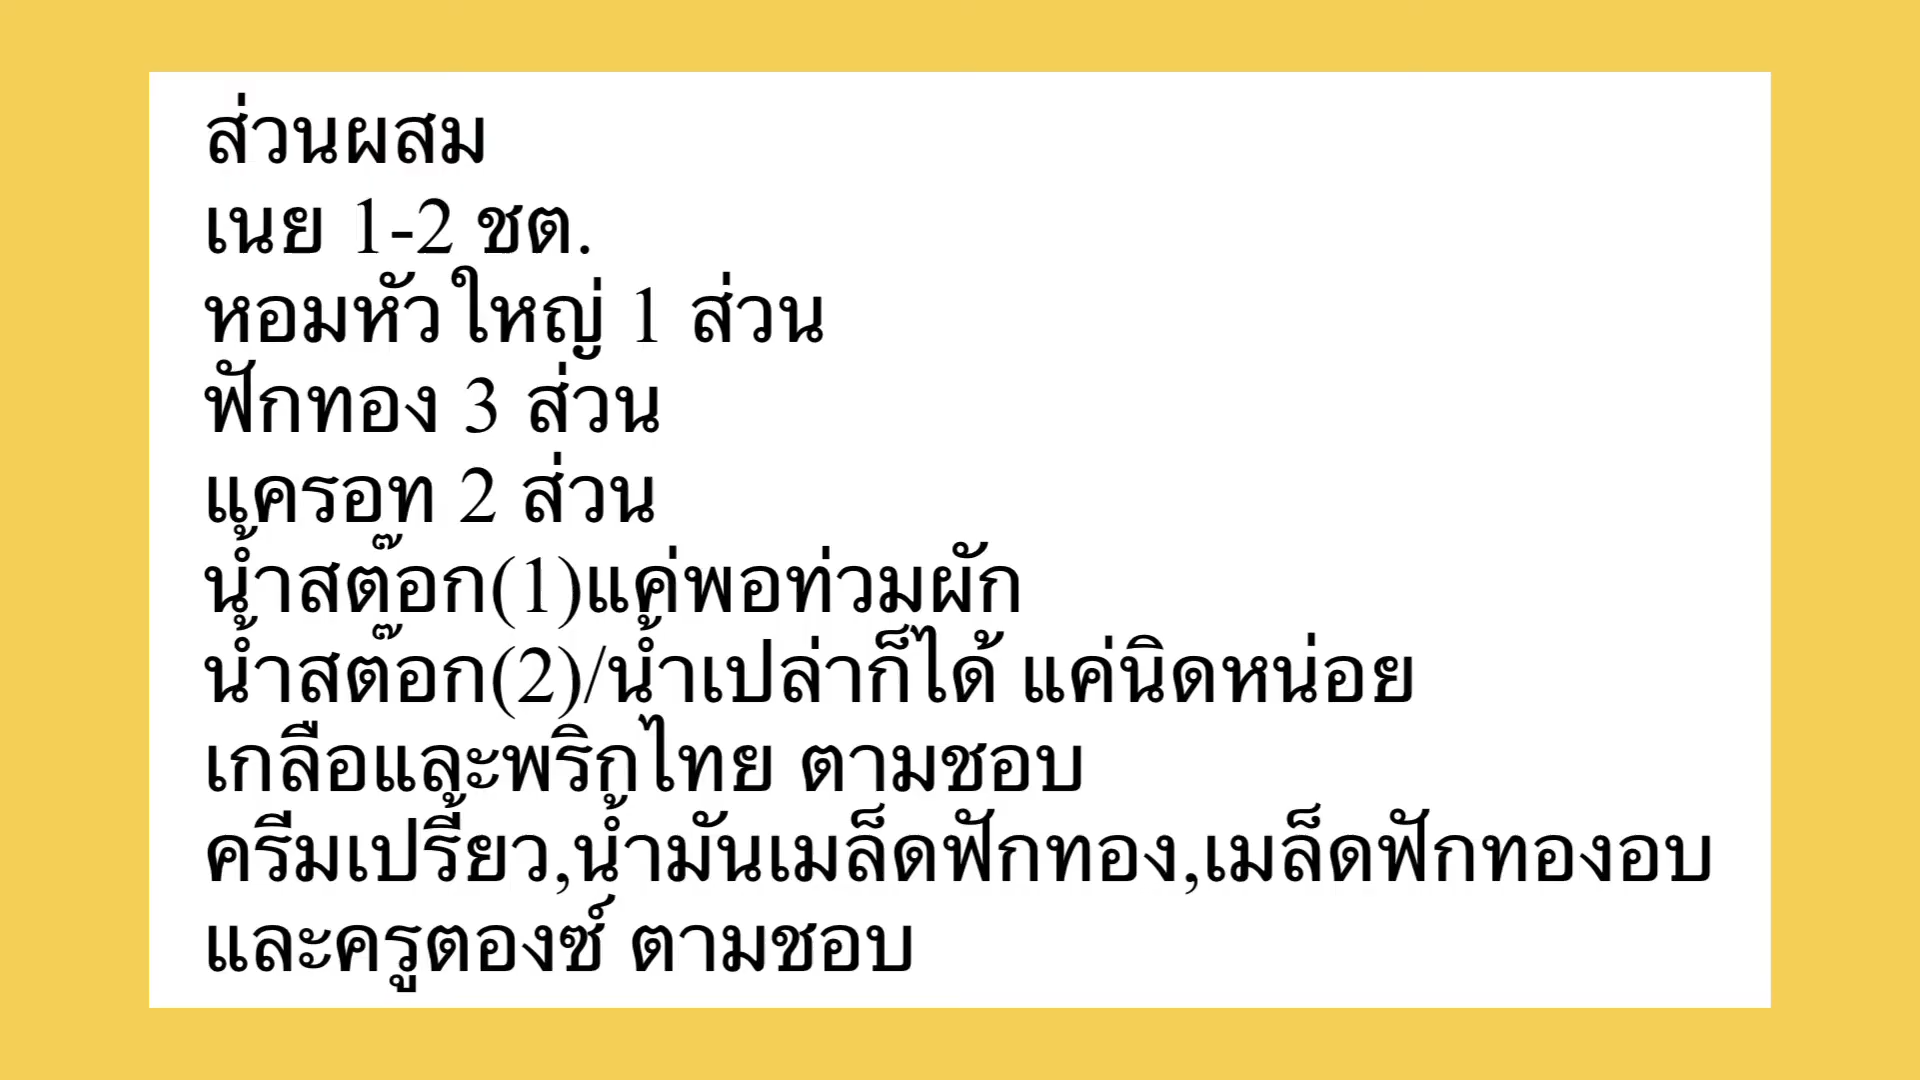 ส่วนผสม
เนย 1-2 ชต.
หอมหัวใหญ่ 1 ส่วน
ฟักทอง 3 ส่วน
แครอท 2 ส่วน
น้ำสต๊อก(1)แค่พอท่วมผัก
น้ำสต๊อก(2)/น้ำเปล่าก็ได้ แค่นิดหน่อย
เกลือและพริกไทย ตามชอบ
ครีมเปรี้ยว,น้ำมันเมล็ดฟักทอง,เมล็ดฟักทองอบ
และครูตองซ์ ตามชอบ